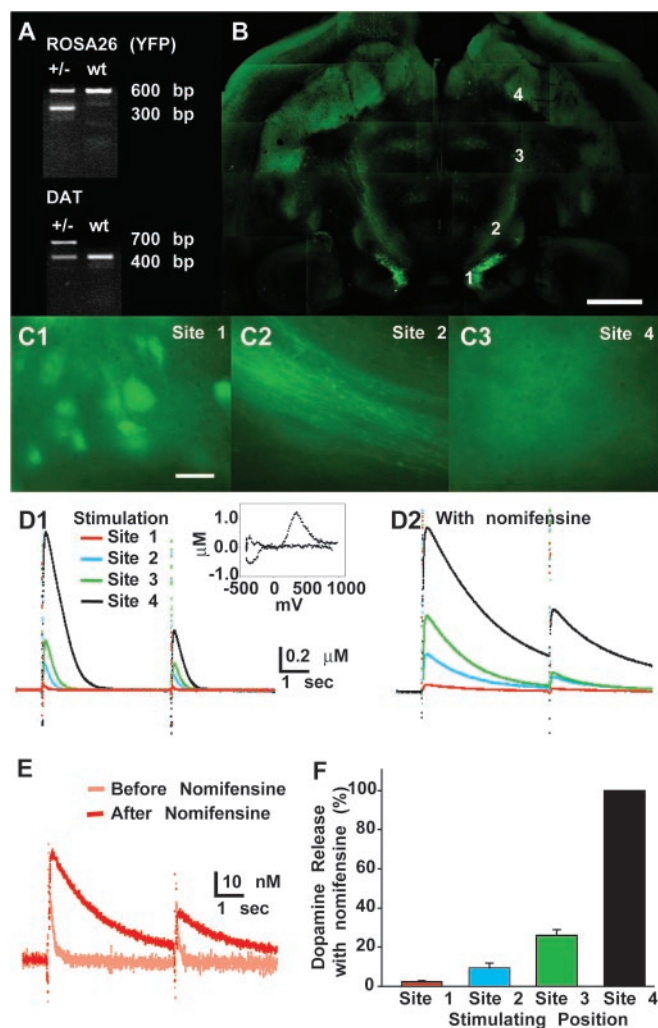 A
ROSA26 (YFP)
+/- wt
600 bp
300 bp
DAT
+/- wt
700 bp
400 bp
B
4
3
2
1
C1 Site 1
C2 Site 2
C3 Site 4
D1 Stimulation
Site 1
Site 2
Site 3
Site 4
μM
1.0
0.0
-1.0
-500 0 500 1000
mV
0.2 μM
1 sec
D2 With nomifensine
E
Before Nomifensine
After Nomifensine
10 nM
1 sec
F
Dopamine Release
with nomifensine (%)
100
80
60
40
20
0
Site 1 Site 2 Site 3 Site 4
Stimulating Position